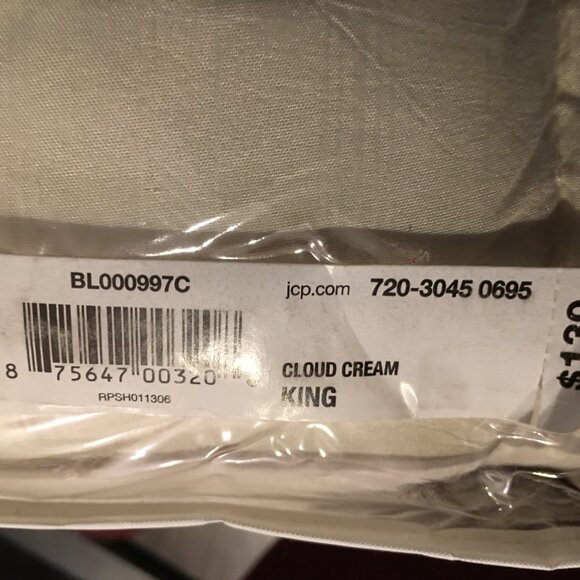 BL000997C
jcp.com 720-3045 0695
8 75647 00320
RPSH011306
CLOUD CREAM
KING